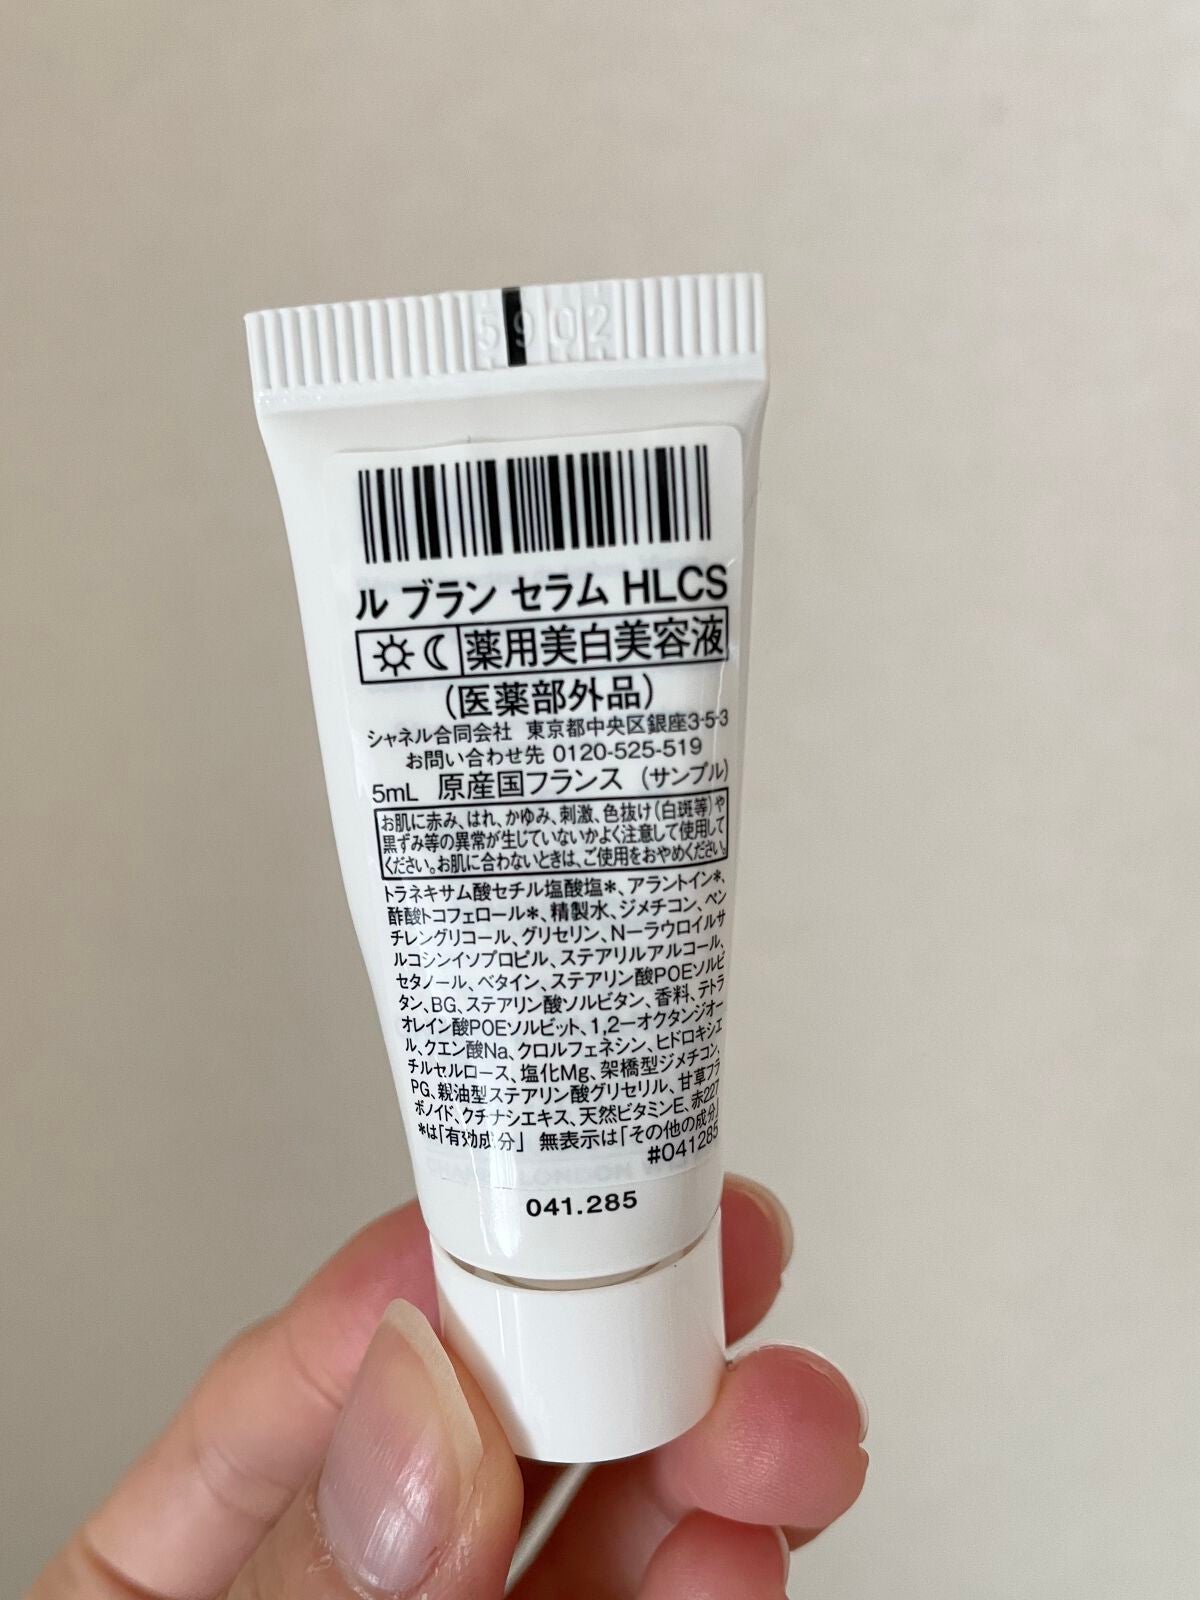 5902
ル ブラン セラム HLCS
薬用美白美容液
(医薬部外品)
シャネル合同会社 東京都中央区銀座3-5-3
お問い合わせ先 0120-525-519
5mL 原産国フランス (サンプル)
お肌に赤み、はれ、かゆみ、刺激、色抜け(白斑等)や
黒ずみ等の異常が生じていないかよく注意して使用して
ください。お肌に合わないときは、ご使用をおやめください。
トラネキサム酸セチル塩酸塩*、アラントイン*、
酢酸トコフェロール*、精製水、ジメチコン、ペン
チレングリコール、グリセリン、Nーラウロイルサ
ルコシンイソプロピル、ステアリルアルコール、
セタノール、ベタイン、ステアリン酸POEソルビ
タン、BG、ステアリン酸ソルビタン、香料、テトラ
オレイン酸POEソルビット、1,2ーオクタンジオー
ル、クエン酸Na、クロルフェネシン、ヒドロキシエ
チルセルロース、塩化Mg、架橋型ジメチコン、
PG、親油型ステアリン酸グリセリル、甘草フラ
ボノイド、クチナシエキス、天然ビタミンE、赤227
*は「有効成分」 無表示は「その他の成分」
#041285
LONDON
041.285